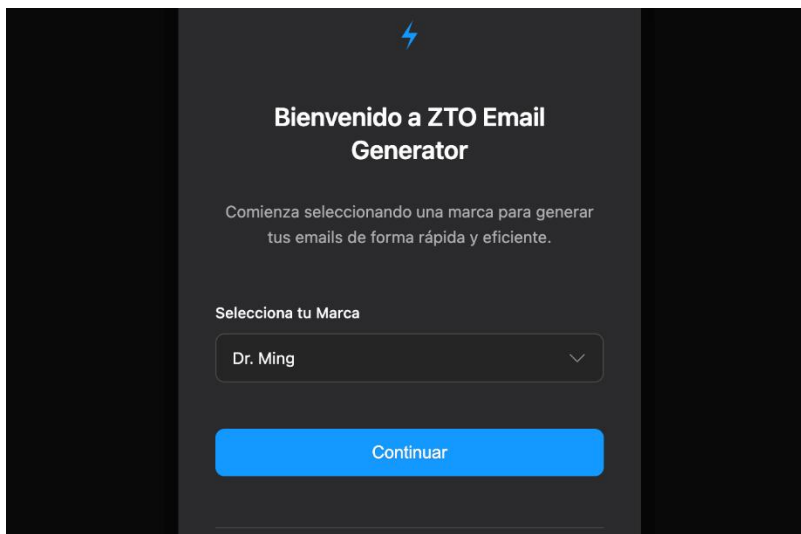 Bienvenido a ZTO Email
Generator
Comienza seleccionando una marca para generar
tus emails de forma rápida y eficiente.
Selecciona tu Marca
Dr. Ming
Continuar